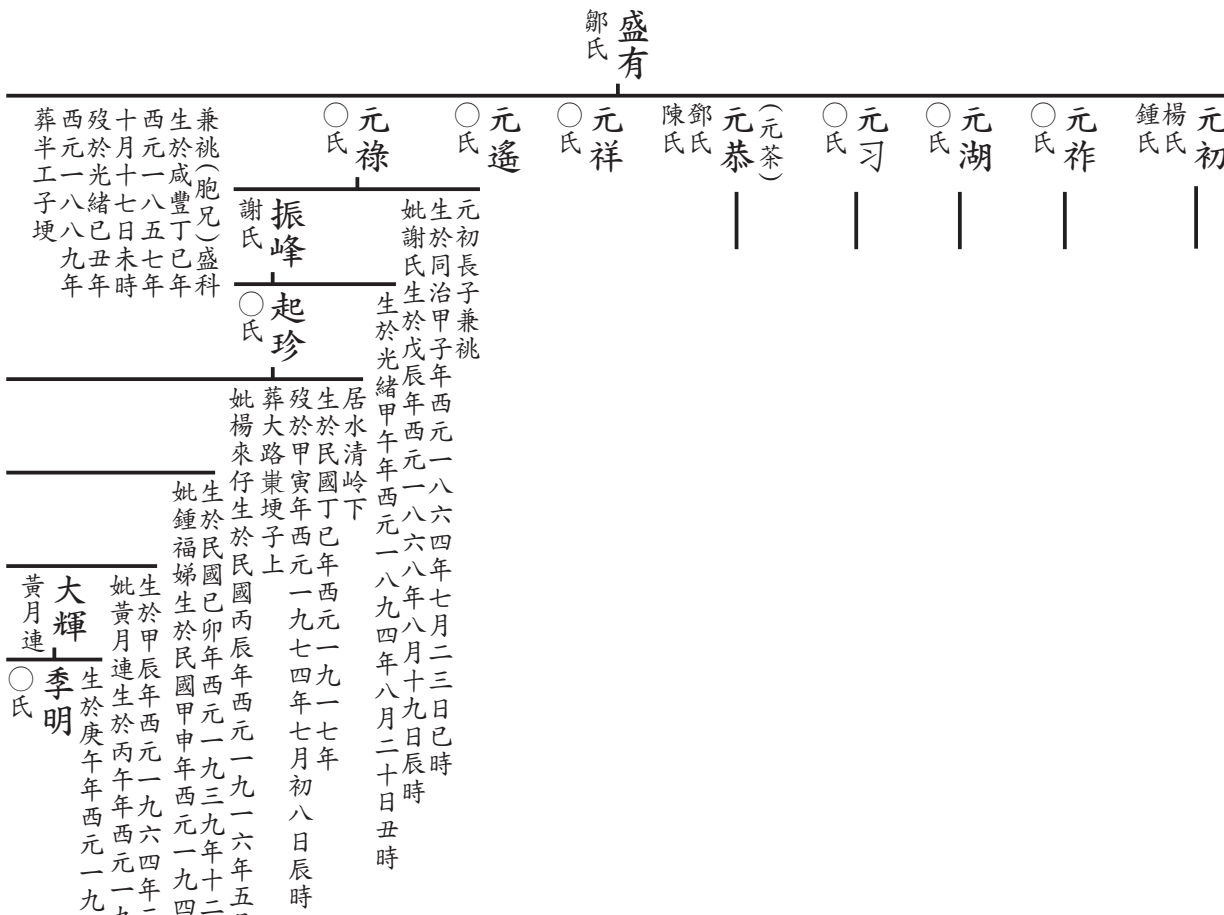 盛有
鄒氏
元初
楊氏
鍾氏
元祚
○氏
元湖
○氏
元习
○氏
(元茶)
元恭
鄧氏
陳氏
元祥
○氏
元遙
○氏
元祿
○氏
兼祧(胞兄)盛科
生於咸豐丁巳年
西元一八五七年
十月十七日未時
歿於光緒己丑年
西元一八八九年
葬半工子埂
元初長子兼祧
生於同治甲子年西元一八六四年七月二三日巳時
妣謝氏生於戊辰年西元一八六八年八月十九日辰時
振峰
謝氏
生於光緒甲午年西元一八九四年八月二十日丑時
起珍
○氏
居水清岭下
生於民國丁巳年西元一九一七年
歿於甲寅年西元一九七四年七月初八日辰時
葬大路崬埂子上
妣楊來仔生於民國丙辰年西元一九一六年五
生於民國己卯年西元一九三九年十二
妣鍾福娣生於民國甲申年西元一九四
生於甲辰年西元一九六四年二
妣黃月連生於丙午年西元一九
大輝
黃月連
生於庚午年西元一九
季明
○氏